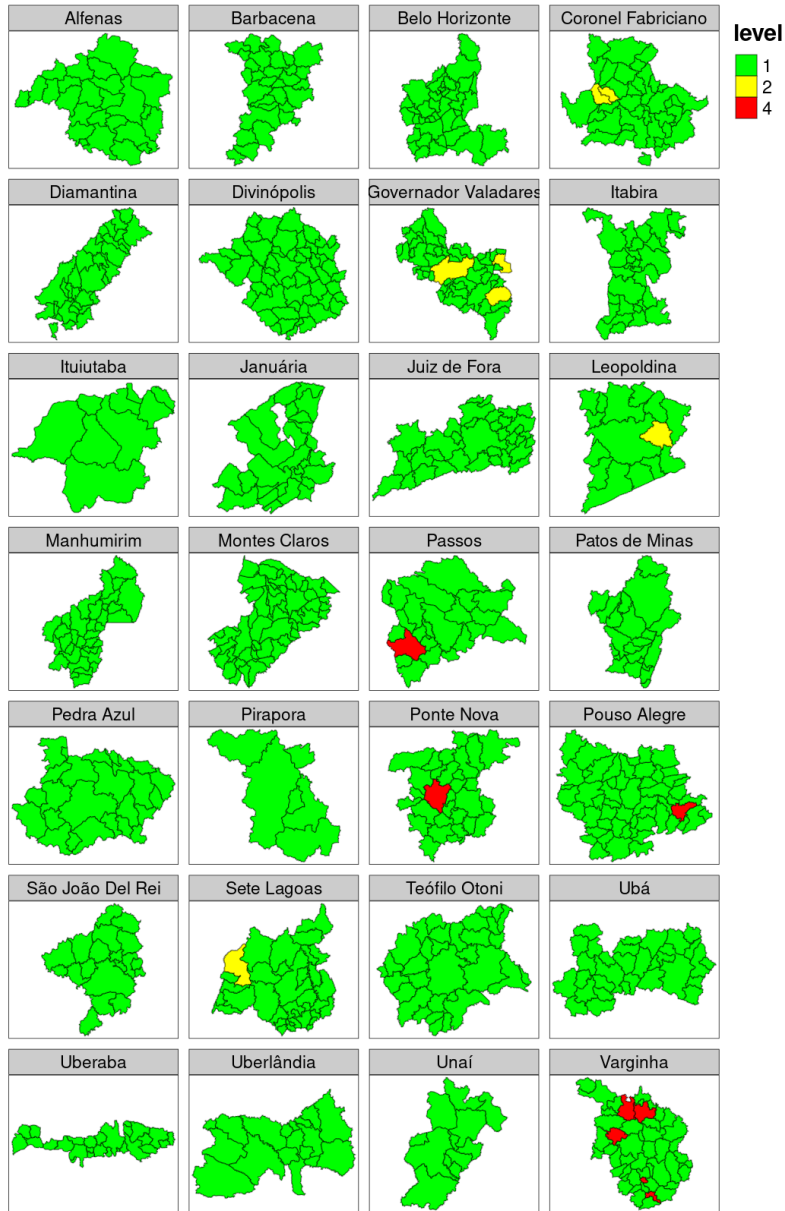 Alfenas
Barbacena
Belo Horizonte
Coronel Fabriciano
level
1
2
4
Diamantina
Divinópolis
Governador Valadares
Itabira
Ituiutaba
Januária
Juiz de Fora
Leopoldina
Manhumirim
Montes Claros
Passos
Patos de Minas
Pedra Azul
Pirapora
Ponte Nova
Pouso Alegre
São João Del Rei
Sete Lagoas
Teófilo Otoni
Ubá
Uberaba
Uberlândia
Unaí
Varginha